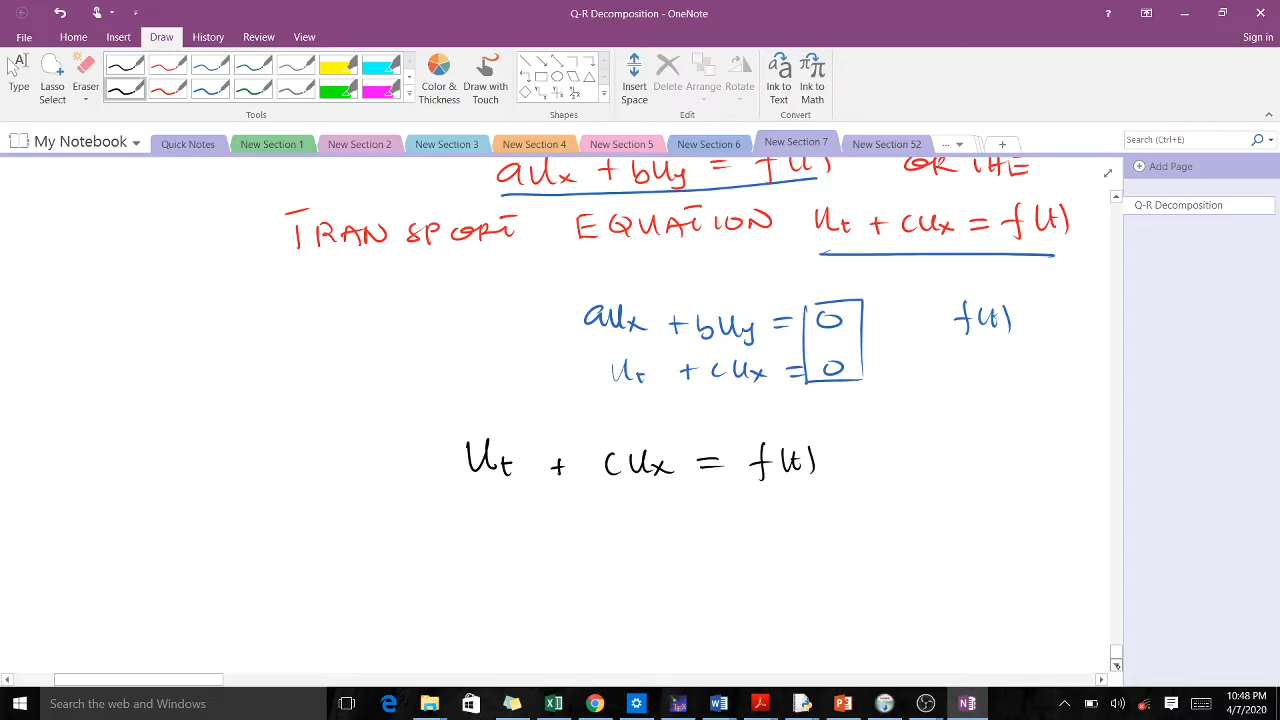 Q-R Decomposition - OneNote
File Home Insert Draw History Review View Sign in
Type Lasso Select Eraser Color & Thickness Draw with Touch Insert Space Delete Arrange Rotate Ink to Text Ink to Math
Tools Shapes Edit Convert
My Notebook Quick Notes New Section 1 New Section 2 New Section 3 New Section 4 New Section 5 New Section 6 New Section 7 New Section 52 ... Search (Ctrl+E)
Add Page
Q-R Decomposition
aux + buy = f(t) OR THE
TRANSPORT EQUATION ut + cux = f(t)
aux + buy = 0 f(t)
ut + cux = 0
ut + cux = f(t)
Search the web and Windows
10:48 PM
4/7/2020